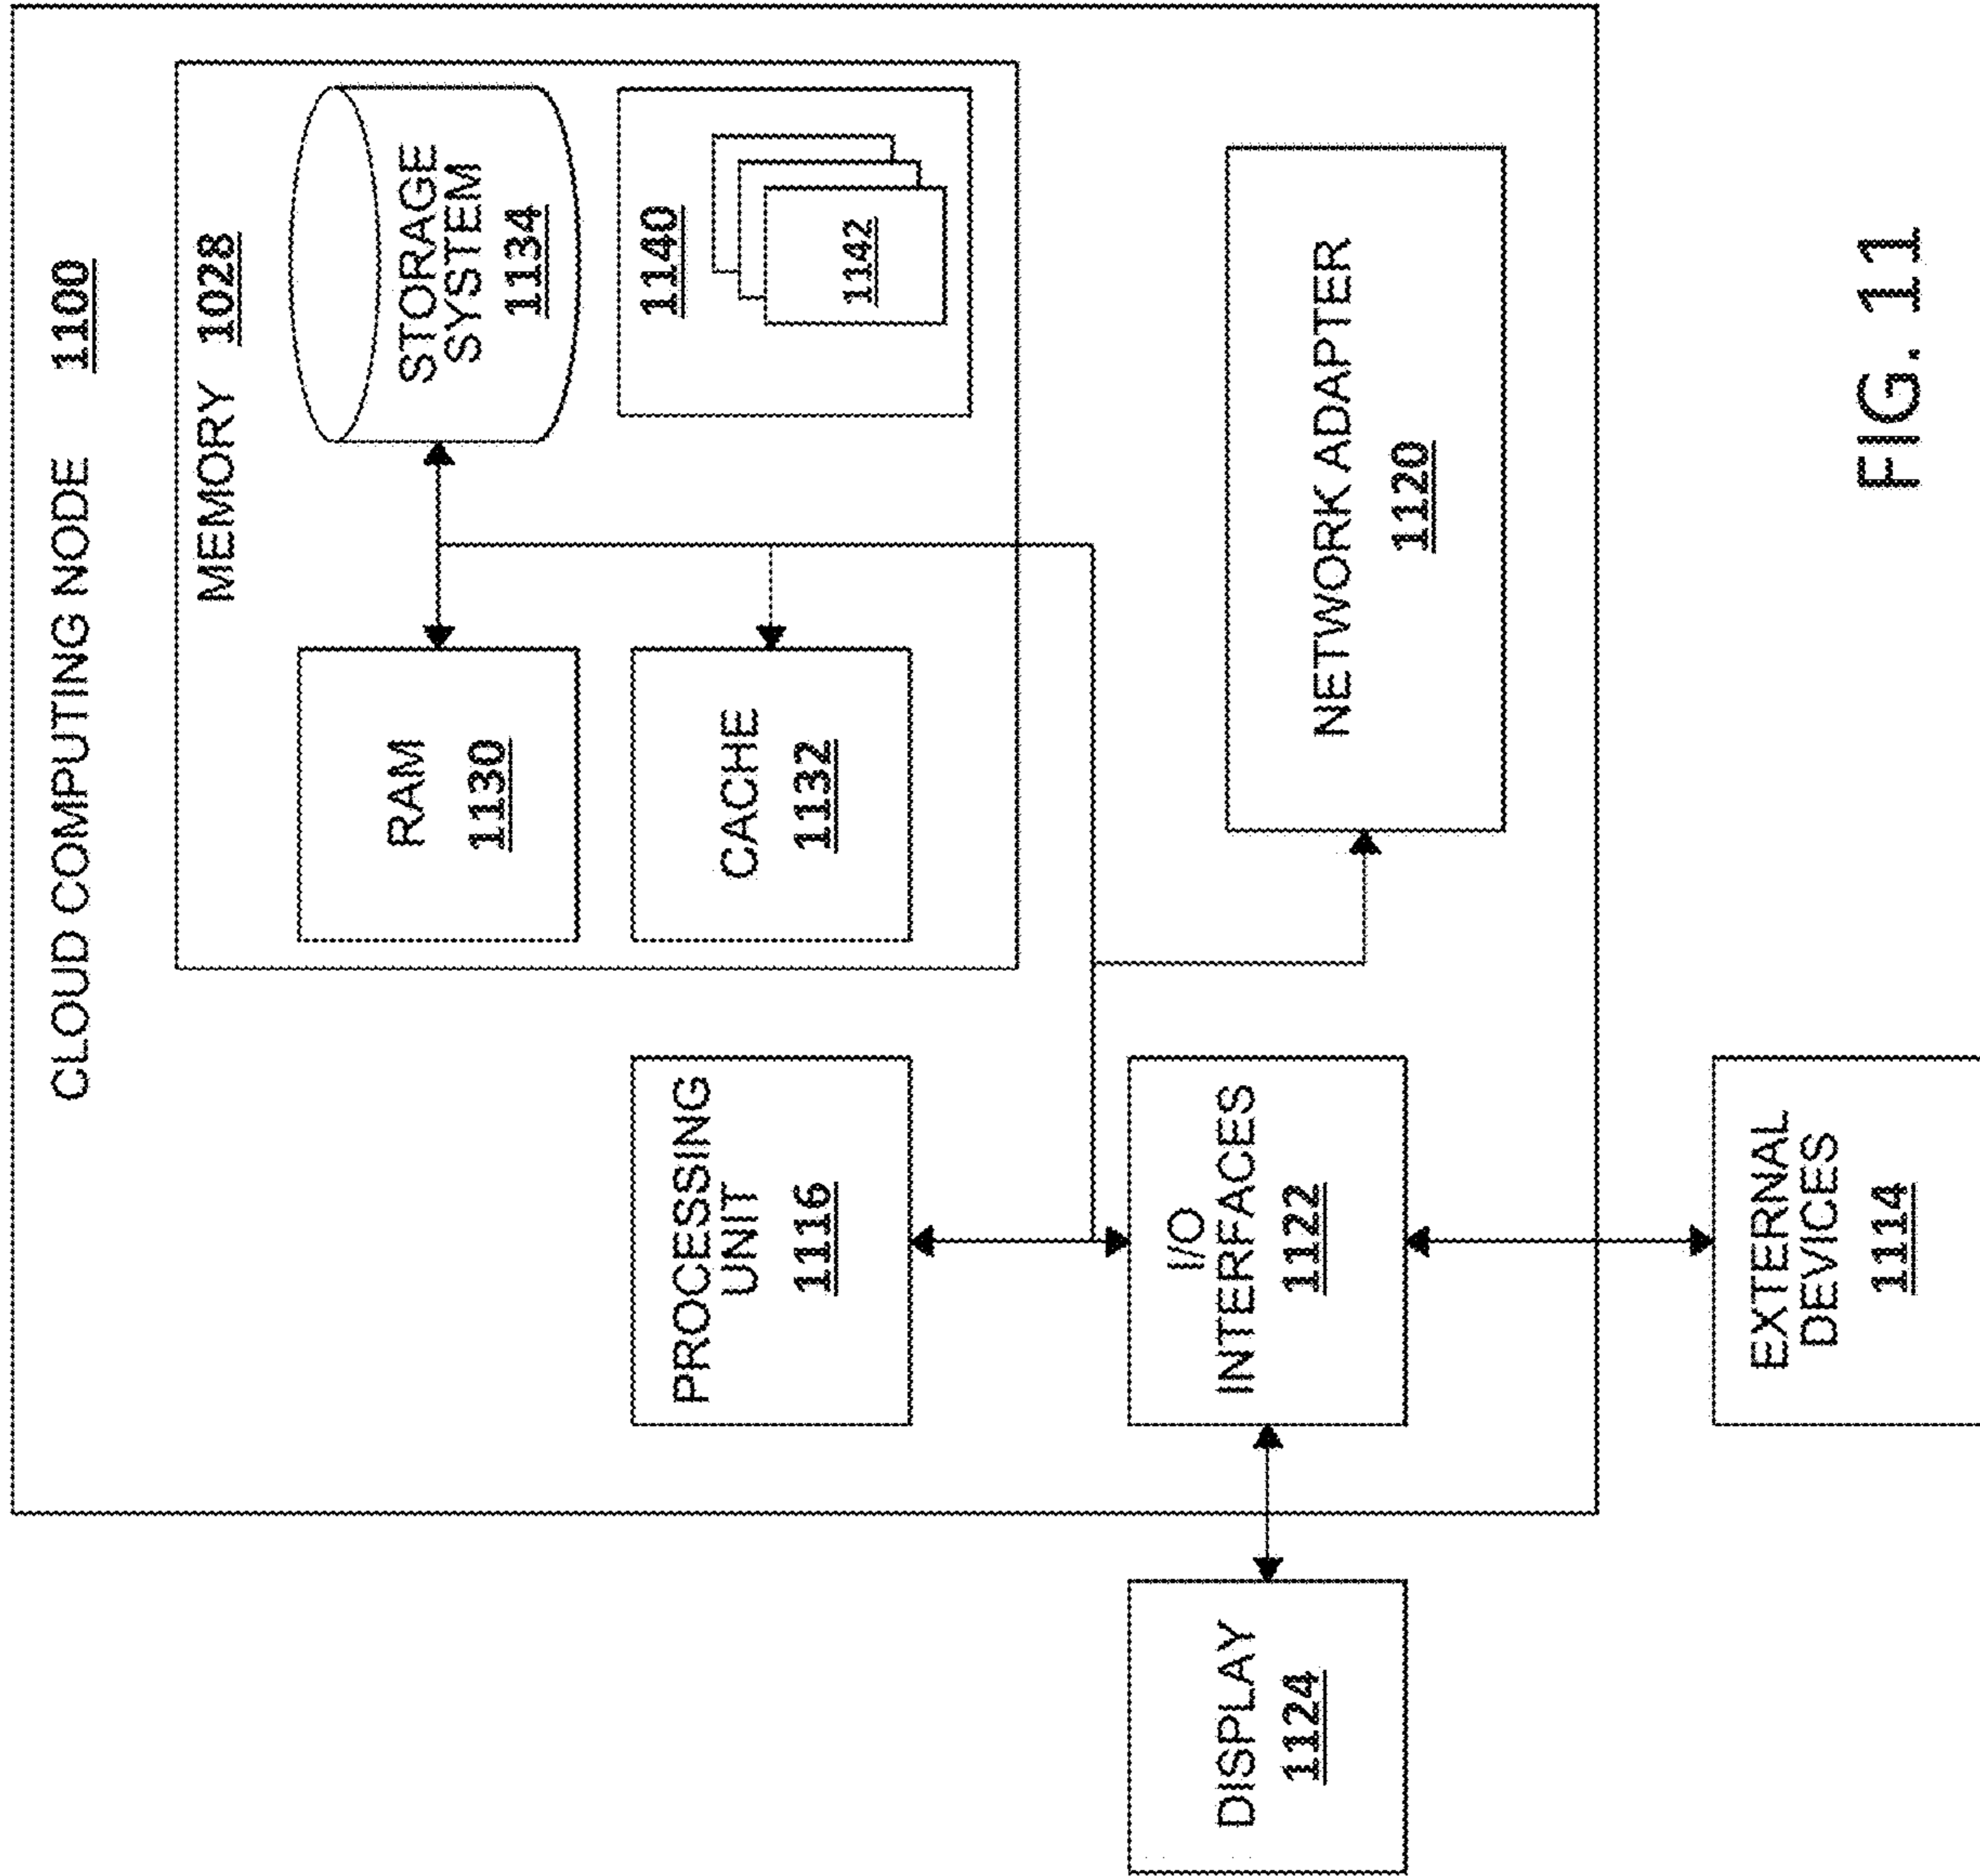 CLOUD COMPUTING NODE 1100
MEMORY 1028
RAM
1130
STORAGE
SYSTEM
1134
PROCESSING
UNIT
1116
CACHE
1132
1140
1142
DISPLAY
1124
I/O
INTERFACES
1122
NETWORK ADAPTER
1120
EXTERNAL
DEVICES
1114
FIG. 11